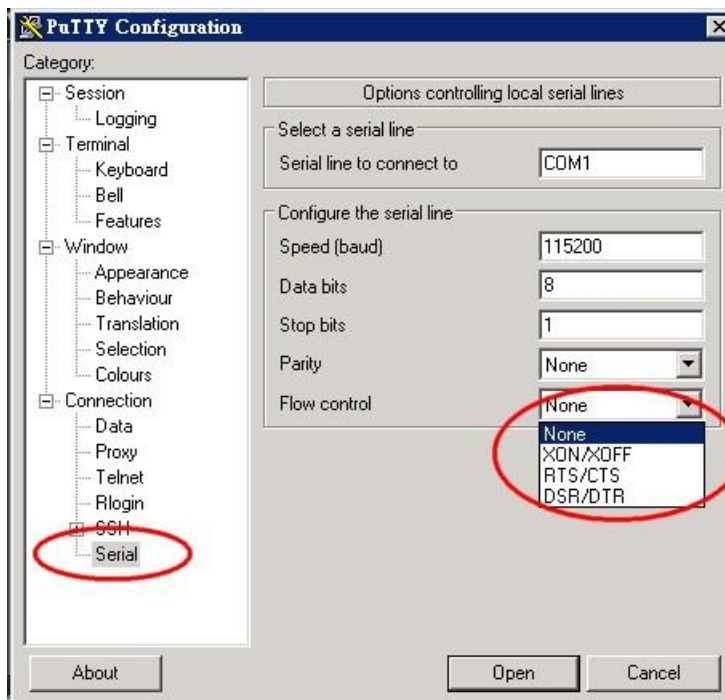 PuTTY Configuration
Category:
Session
Logging
Terminal
Keyboard
Bell
Features
Window
Appearance
Behaviour
Translation
Selection
Colours
Connection
Data
Proxy
Telnet
Rlogin
SSH
Serial
Options controlling local serial lines
Select a serial line
Serial line to connect to COM1
Configure the serial line
Speed (baud) 115200
Data bits 8
Stop bits 1
Parity None
Flow control None
None
XON/XOFF
RTS/CTS
DSR/DTR
About Open Cancel